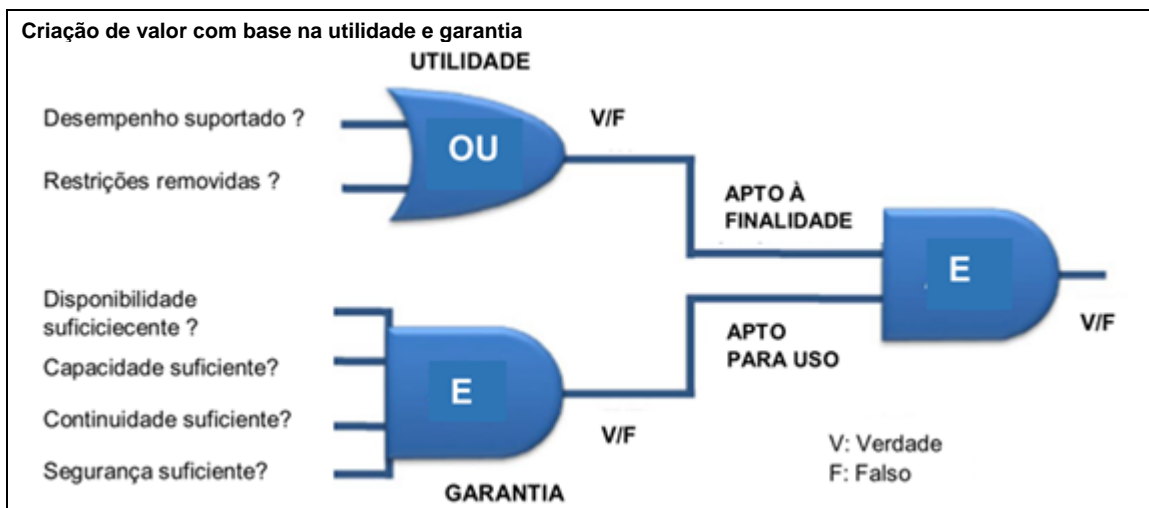 Criação de valor com base na utilidade e garantia
UTILIDADE
Desempenho suportado ?
V/F
OU
Restrições removidas ?
APTO À
FINALIDADE
E
Disponibilidade
suficiciecente ?
V/F
APTO
PARA USO
Capacidade suficiente?
E
Continuidade suficiente?
V/F
V: Verdade
Segurança suficiente?
F: Falso
GARANTIA